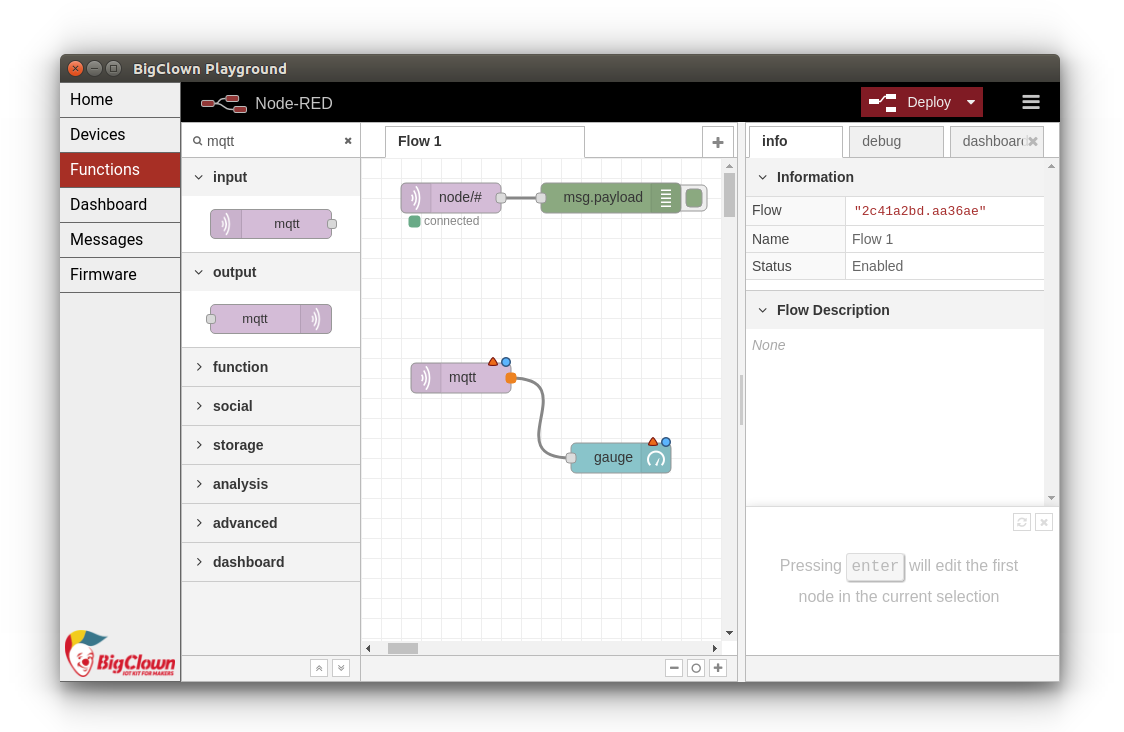 BigClown Playground
Home
Devices
Functions
Dashboard
Messages
Firmware
BigClown
IOT KIT FOR MAKERS
Node-RED
Deploy
mqtt
input
mqtt
output
mqtt
function
social
storage
analysis
advanced
dashboard
Flow 1
node/#
msg.payload
connected
mqtt
gauge
info
debug
dashboard
Information
Flow "2c41a2bd.aa36ae"
Name Flow 1
Status Enabled
Flow Description
None
Pressing enter will edit the first
node in the current selection